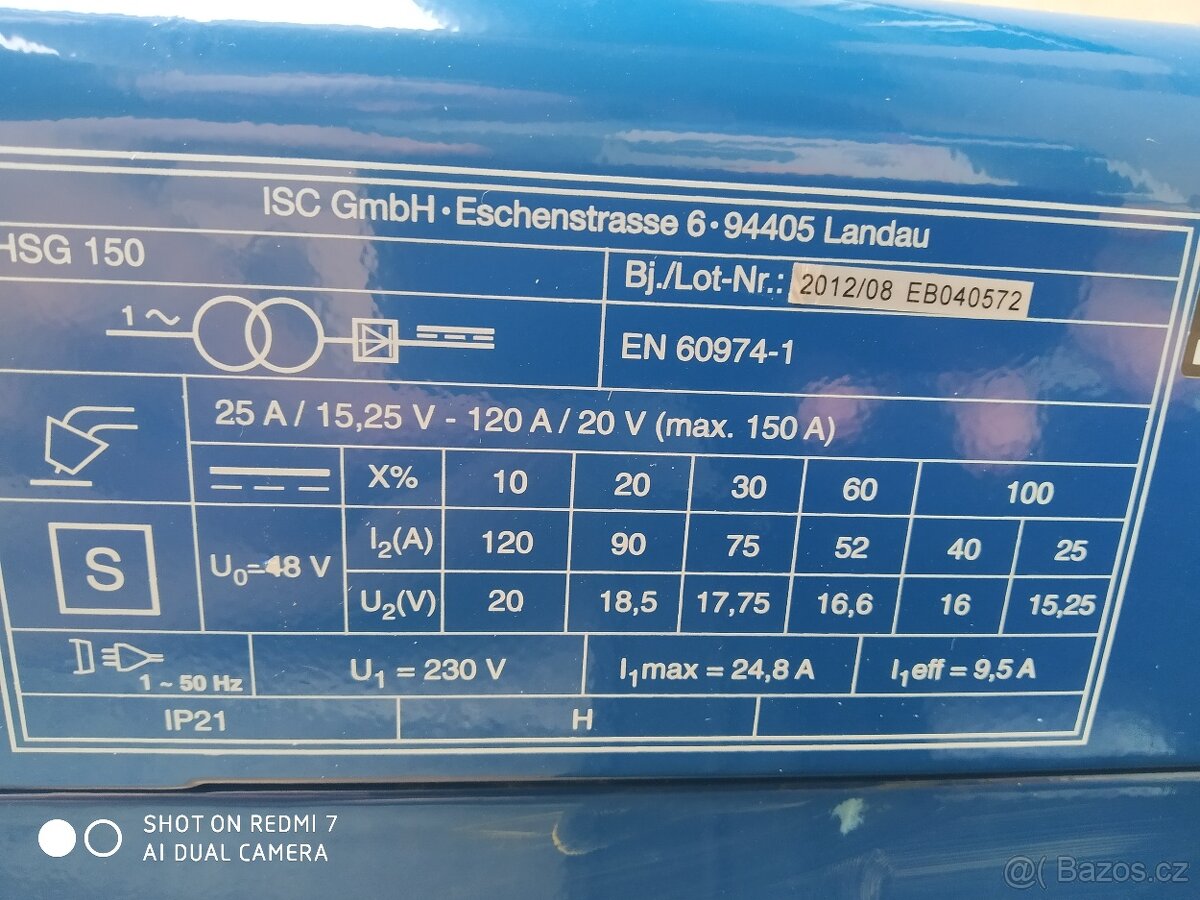 ISC GmbH · Eschenstrasse 6 · 94405 Landau
HSG 150
Bj./Lot-Nr.: 2012/08 EB040572
1~
EN 60974-1
25 A / 15,25 V - 120 A / 20 V (max. 150 A)
X% 10 20 30 60 100
S
U0=48 V
I2(A) 120 90 75 52 40 25
U2(V) 20 18,5 17,75 16,6 16 15,25
1 ~ 50 Hz
U1 = 230 V
I1max = 24,8 A
I1eff = 9,5 A
IP21
H
SHOT ON REDMI 7
AI DUAL CAMERA
@( Bazos.cz